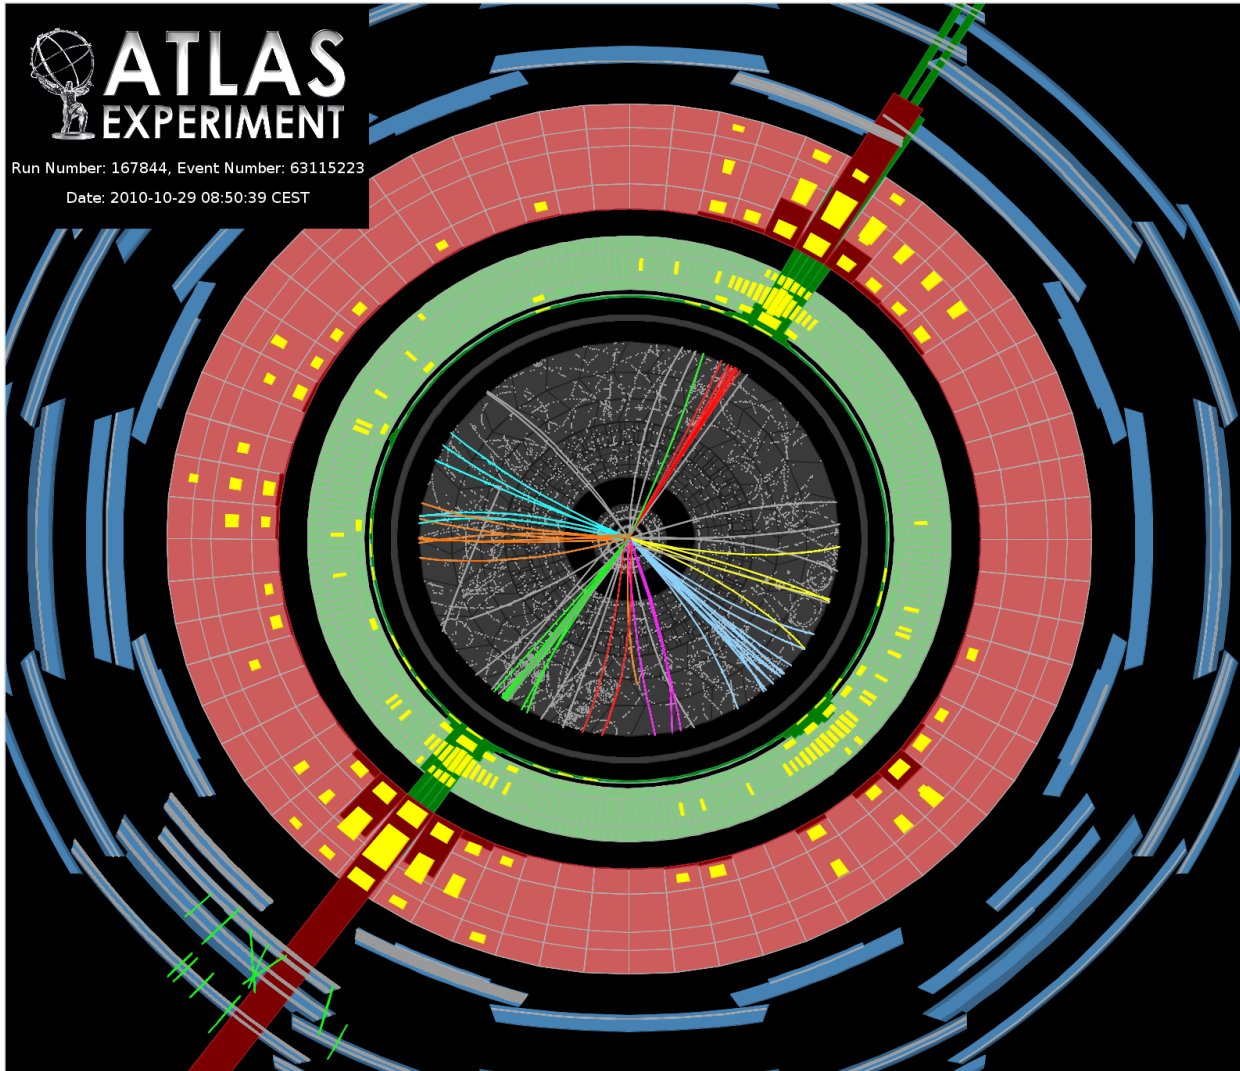 ATLAS
EXPERIMENT
Run Number: 167844, Event Number: 63115223
Date: 2010-10-29 08:50:39 CEST